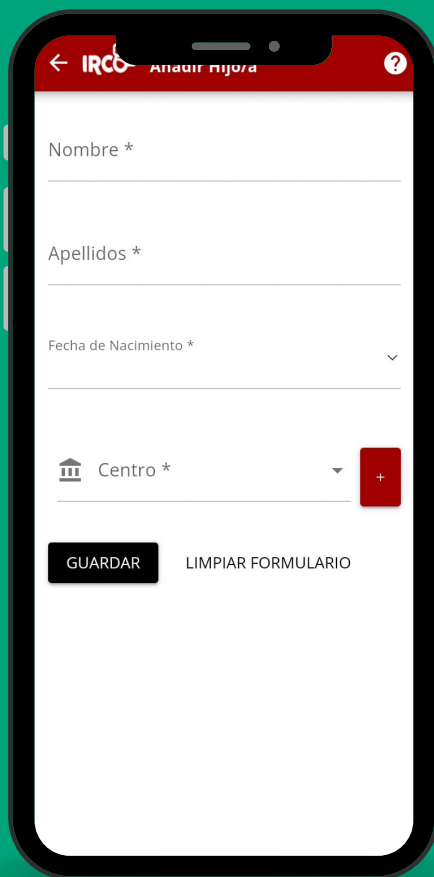 IRCO Añadir Hijo/a ?
Nombre *
Apellidos *
Fecha de Nacimiento *
Centro * +
GUARDAR LIMPIAR FORMULARIO